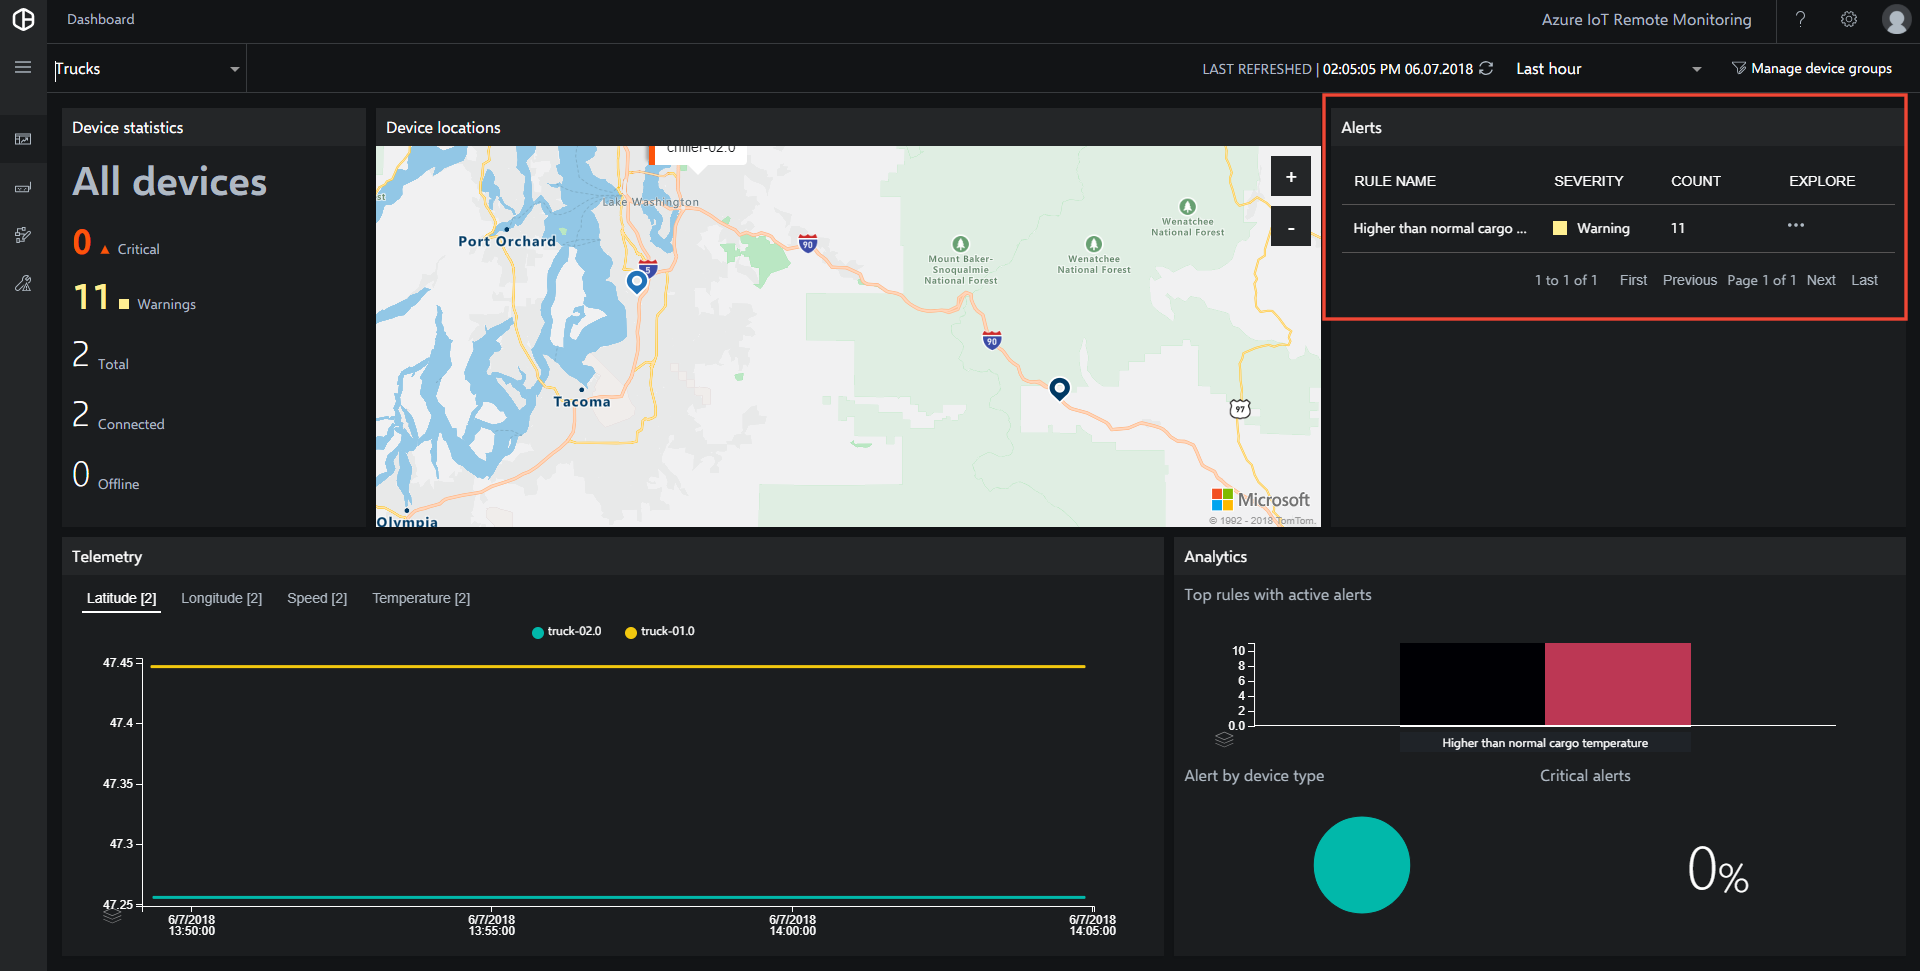 Dashboard
Azure IoT Remote Monitoring
?
Trucks
LAST REFRESHED | 02:05:05 PM 06.07.2018
Last hour
Manage device groups
Device statistics
All devices
0 Critical
11 Warnings
2 Total
2 Connected
0 Offline
Device locations
chiller-02.0
st
Lake Washington
Port Orchard
90
5
Wenatchee
National Forest
Mount Baker-
Snoqualmie
National Forest
Wenatchee
National Forest
90
Tacoma
97
Olympia
+
-
Microsoft
© 1992 - 2018 TomTom.
Alerts
RULE NAME SEVERITY COUNT EXPLORE
Higher than normal cargo ... Warning 11 ...
1 to 1 of 1 First Previous Page 1 of 1 Next Last
Telemetry
Latitude [2] Longitude [2] Speed [2] Temperature [2]
truck-02.0 truck-01.0
47.45
47.4
47.35
47.3
47.25
6/7/2018 6/7/2018 6/7/2018 6/7/2018
13:50:00 13:55:00 14:00:00 14:05:00
Analytics
Top rules with active alerts
10
8
6
4
2
0.0
Higher than normal cargo temperature
Alert by device type
Critical alerts
0%